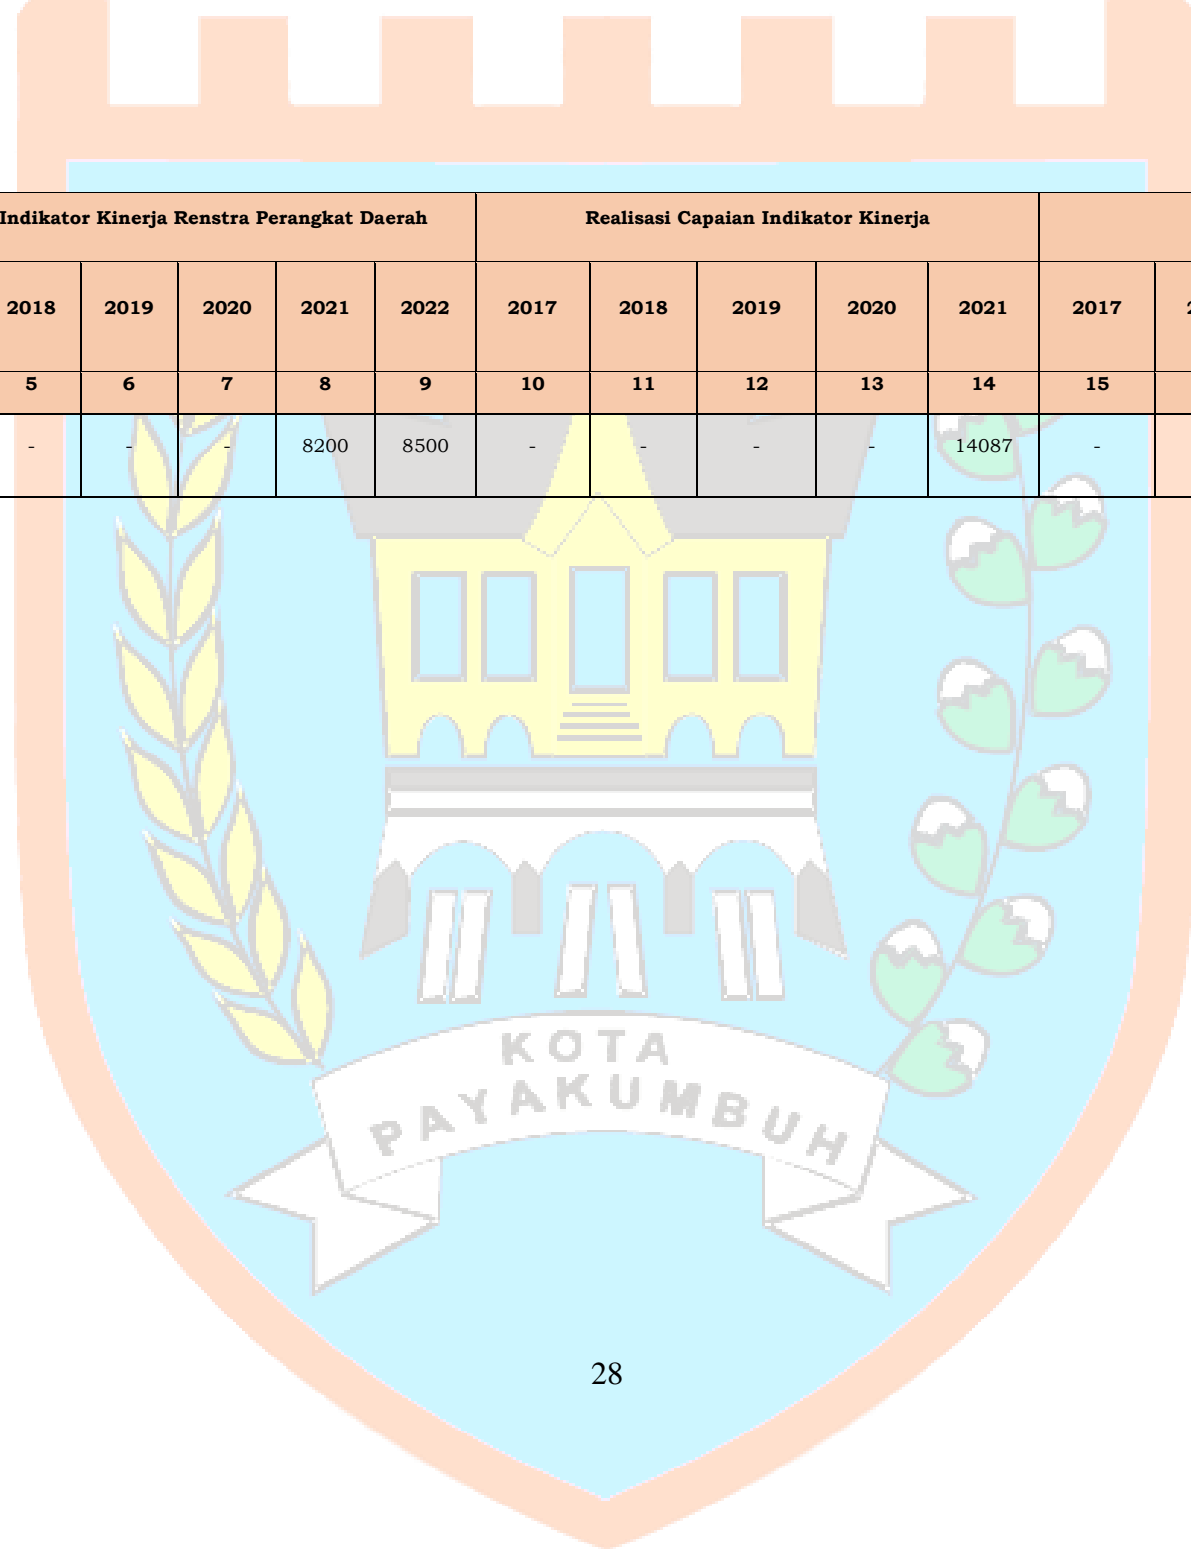 Indikator Kinerja Renstra Perangkat Daerah Realisasi Capaian Indikator Kinerja
2018 2019 2020 2021 2022 2017 2018 2019 2020 2021 2017
5 6 7 8 9 10 11 12 13 14 15
- - - 8200 8500 - - - - 14087 -
KOTA
PAYAKUMBUH
28